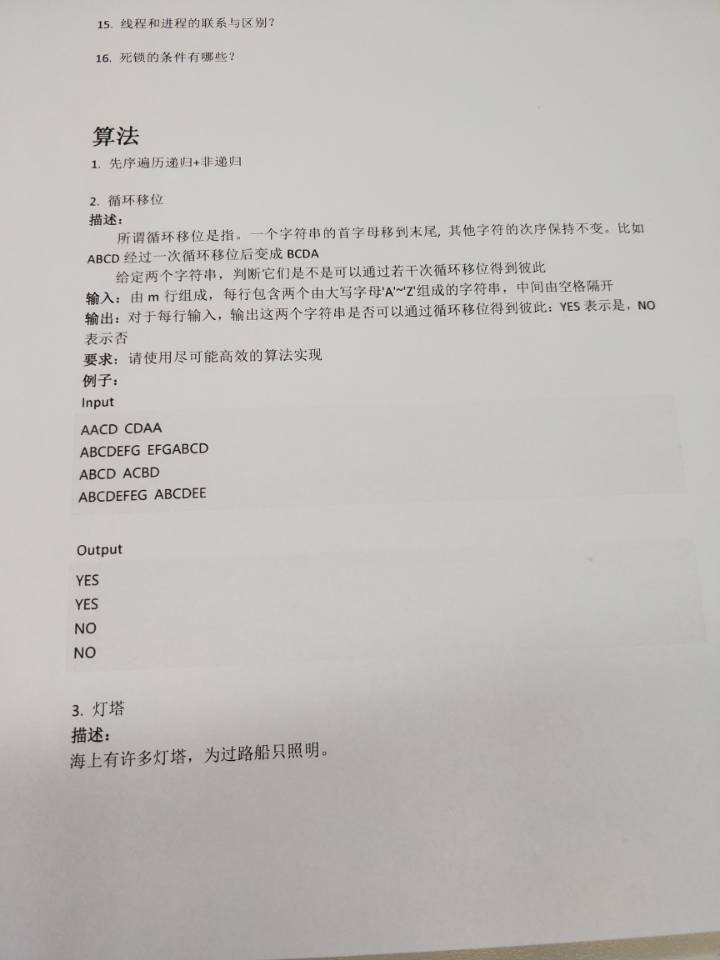 15. 线程和进程的联系与区别？
16. 死锁的条件有哪些？
算法
1. 先序遍历递归+非递归
2. 循环移位
描述：
所谓循环移位是指。一个字符串的首字母移到末尾, 其他字符的次序保持不变。比如
ABCD 经过一次循环移位后变成 BCDA
给定两个字符串，判断它们是不是可以通过若干次循环移位得到彼此
输入：由 m 行组成，每行包含两个由大写字母'A'~'Z'组成的字符串，中间由空格隔开
输出：对于每行输入，输出这两个字符串是否可以通过循环移位得到彼此：YES 表示是，NO
表示否
要求：请使用尽可能高效的算法实现
例子：
Input
AACD CDAA
ABCDEFG EFGABCD
ABCD ACBD
ABCDEFEG ABCDEE
Output
YES
YES
NO
NO
3. 灯塔
描述：
海上有许多灯塔，为过路船只照明。